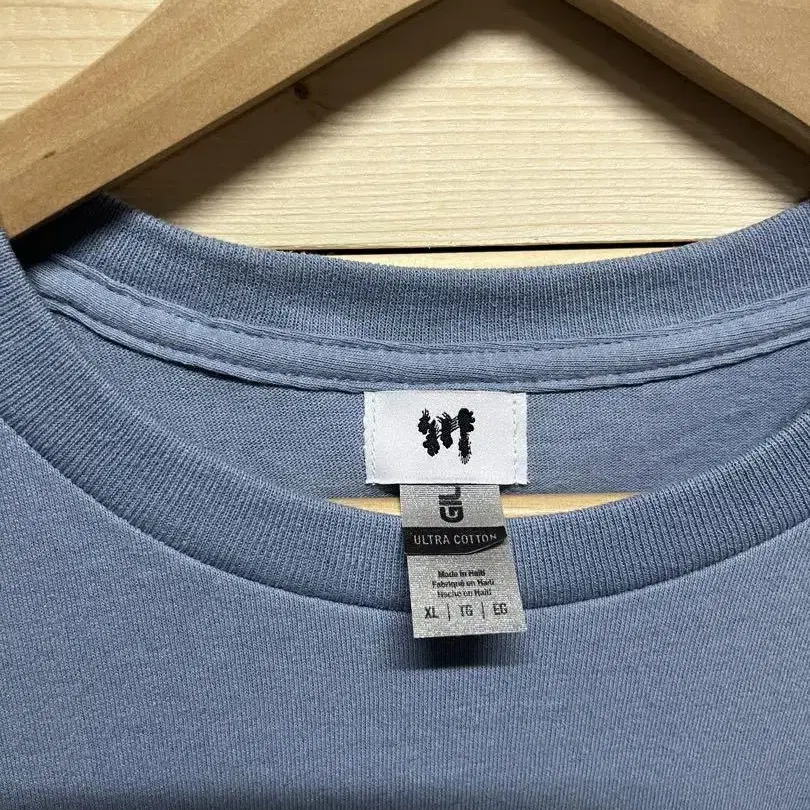 GIL
ULTRA COTTON
Made in Haiti
Fabriqué en Haïti
Hecho en Haití
XL | TG | EG